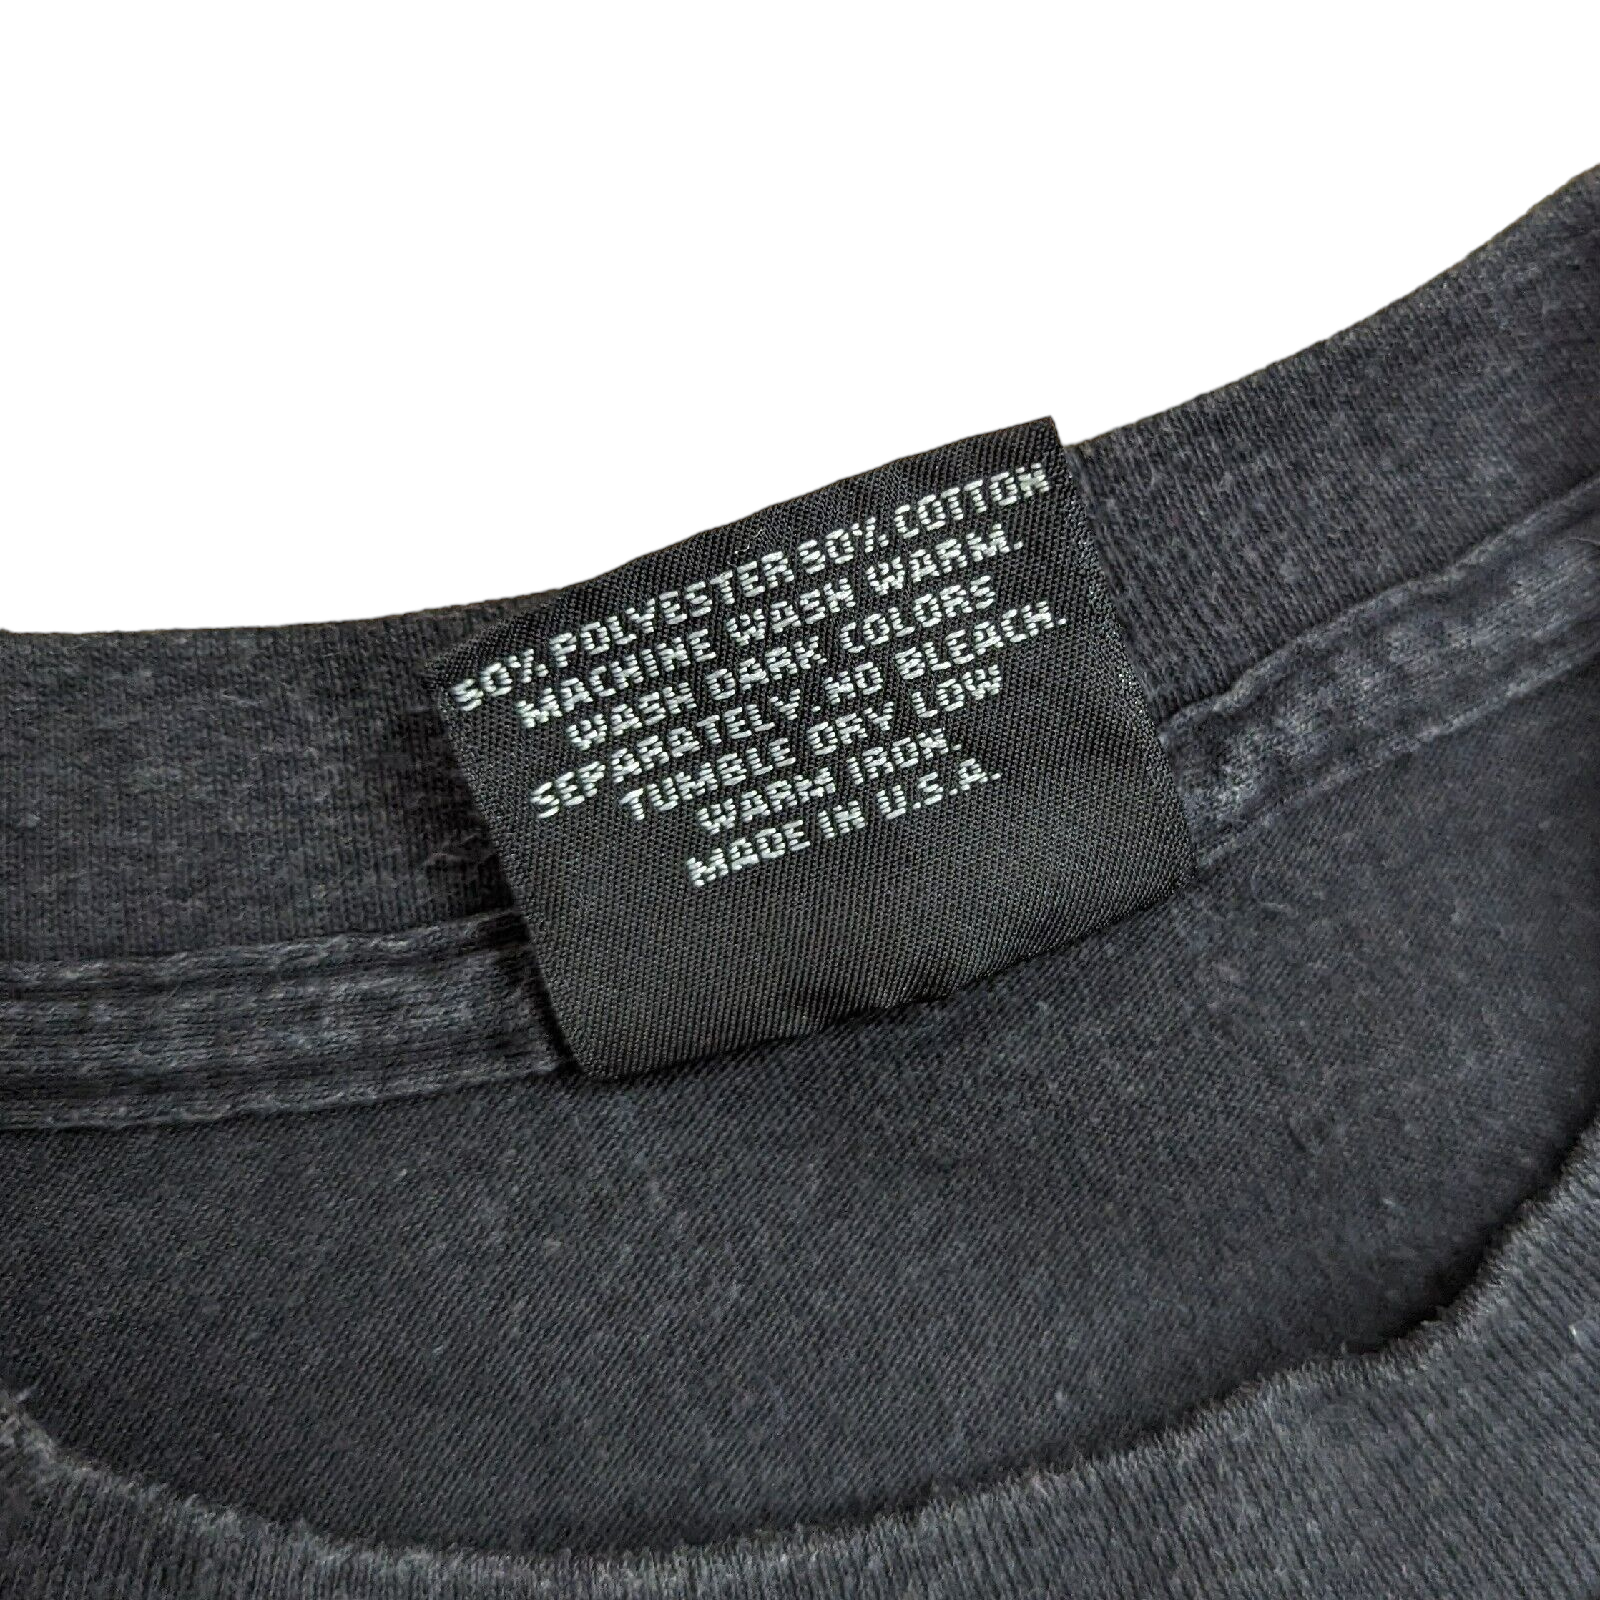 50% POLYESTER 50% COTTON
MACHINE WASH WARM.
WASH DARK COLORS
SEPARATELY. NO BLEACH.
TUMBLE DRY LOW
WARM IRON.
MADE IN U.S.A.